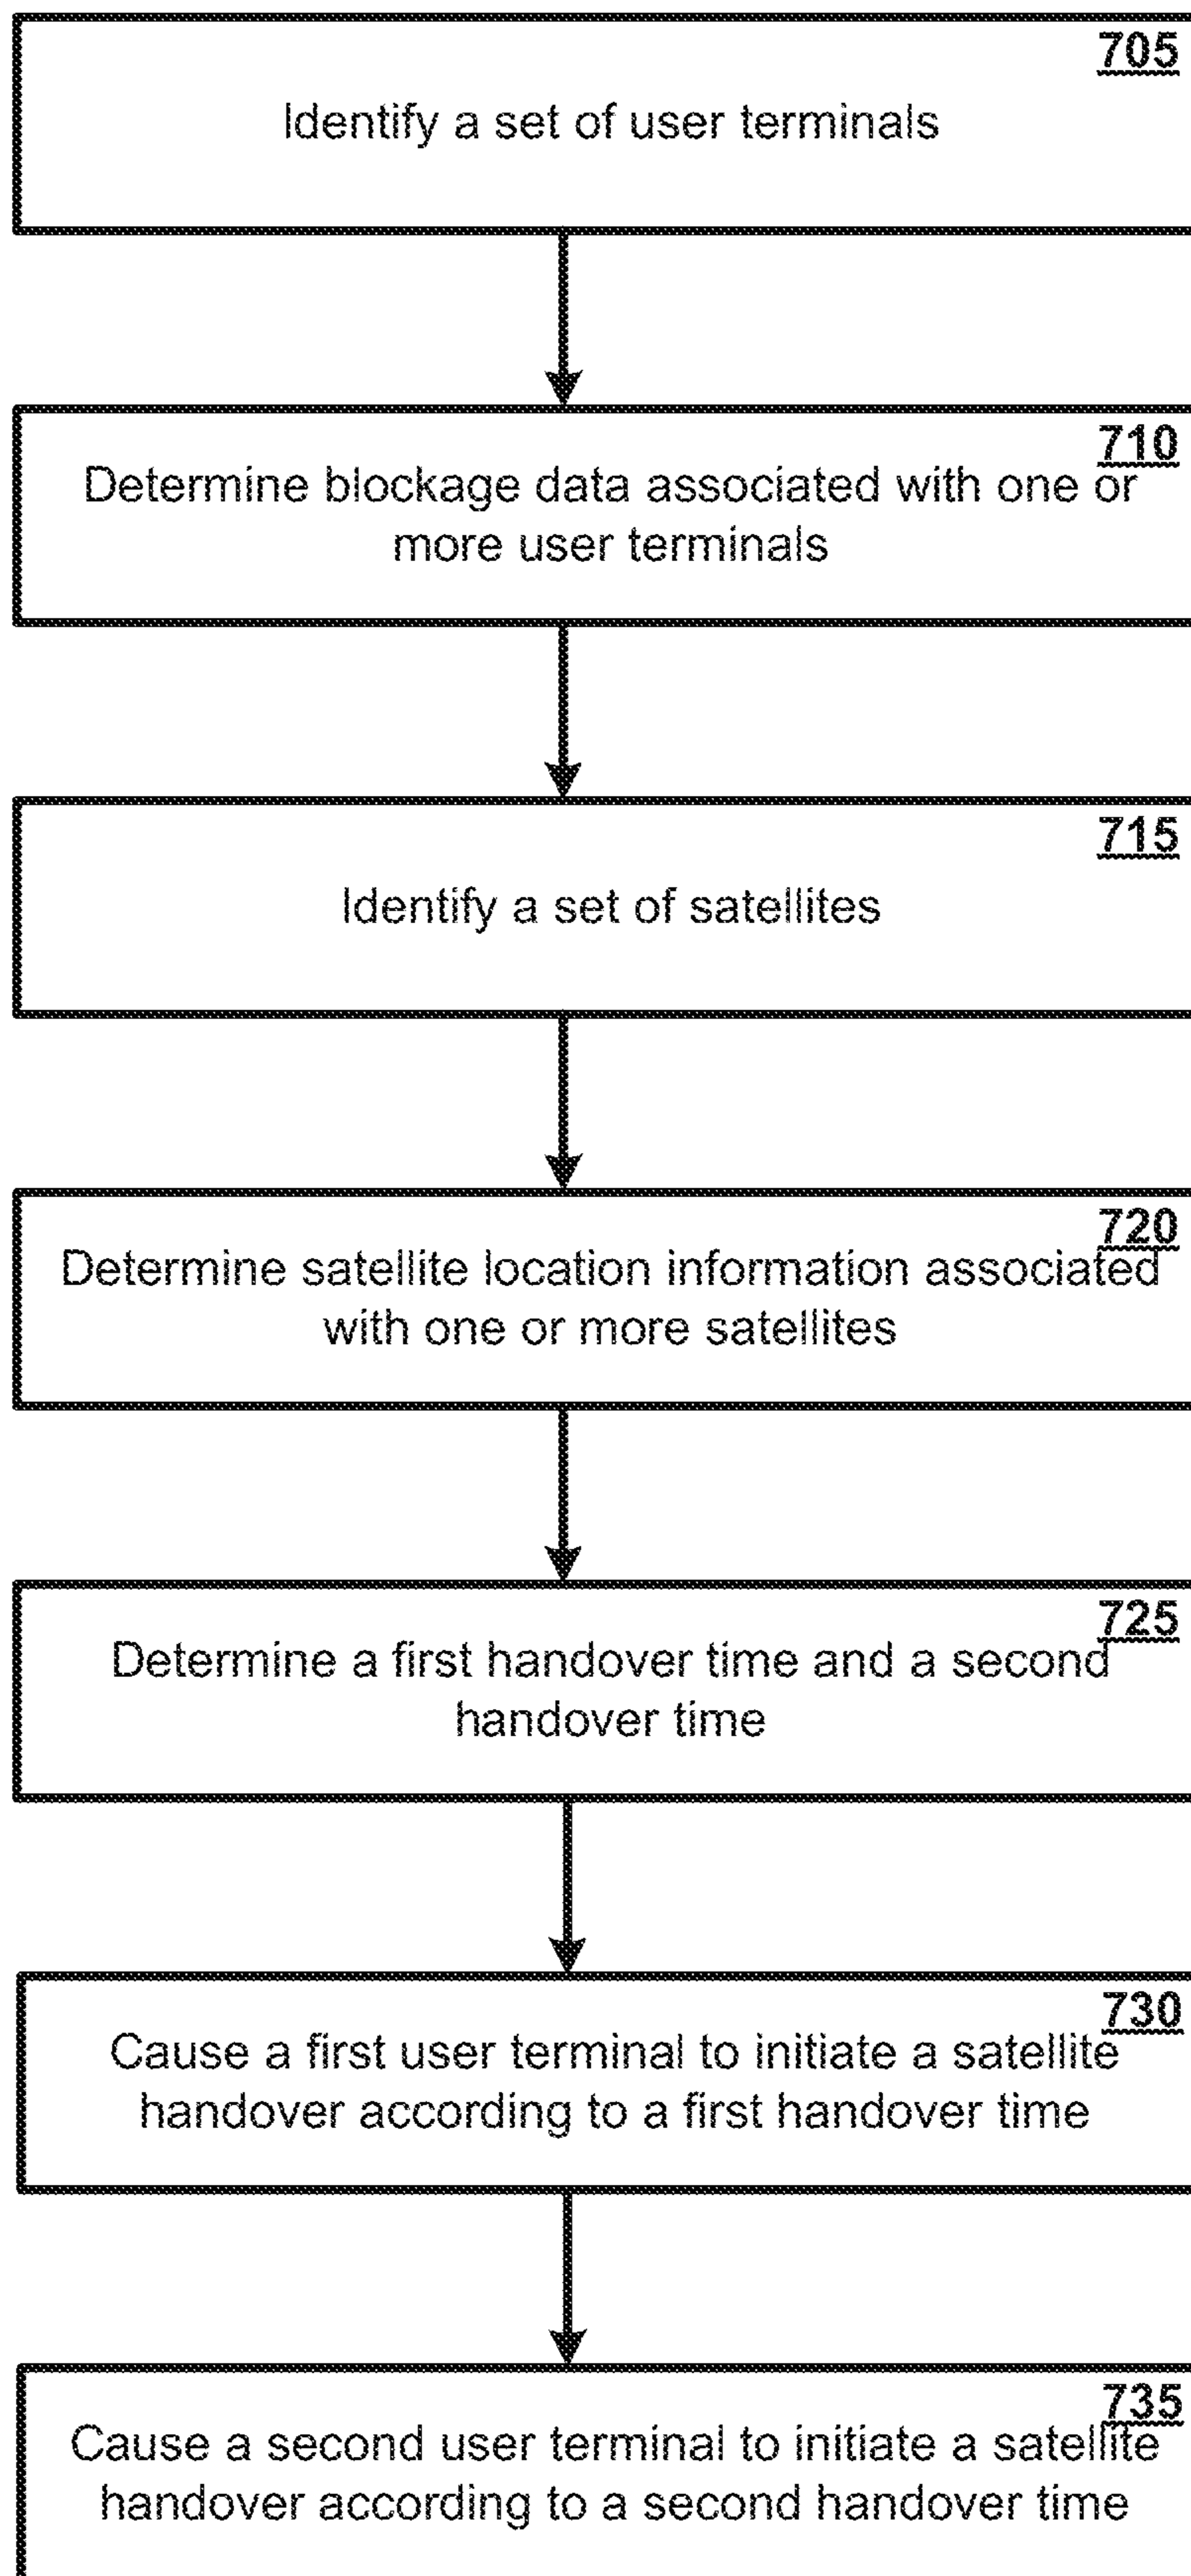 705
Identify a set of user terminals
710
Determine blockage data associated with one or
more user terminals
715
Identify a set of satellites
720
Determine satellite location information associated
with one or more satellites
725
Determine a first handover time and a second
handover time
730
Cause a first user terminal to initiate a satellite
handover according to a first handover time
735
Cause a second user terminal to initiate a satellite
handover according to a second handover time